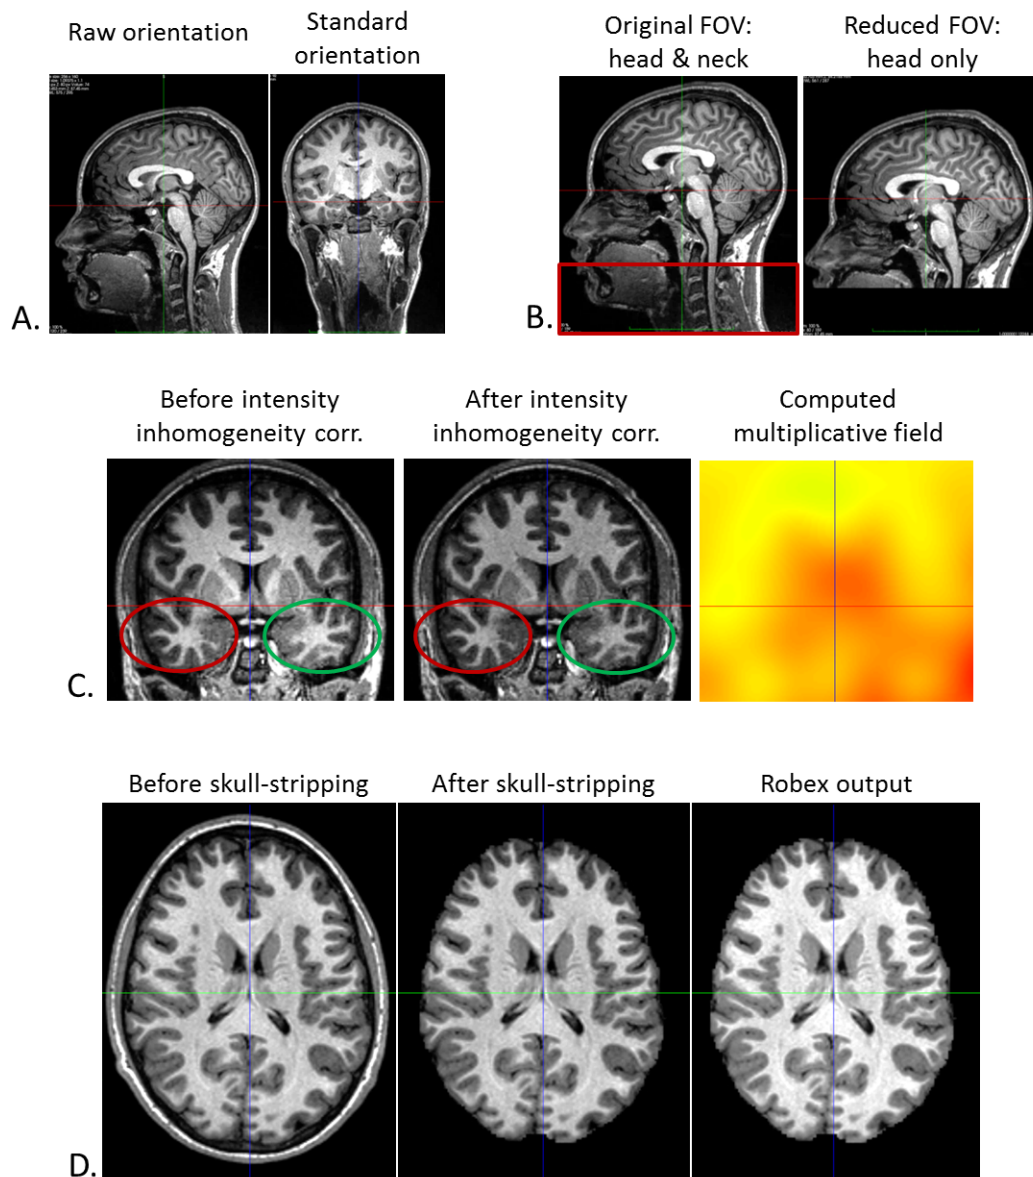 Raw orientation
Standard
orientation
Original FOV:
head & neck
Reduced FOV:
head only
A.
B.
Before intensity
inhomogeneity corr.
After intensity
inhomogeneity corr.
Computed
multiplicative field
C.
Before skull-stripping
After skull-stripping
Robex output
D.